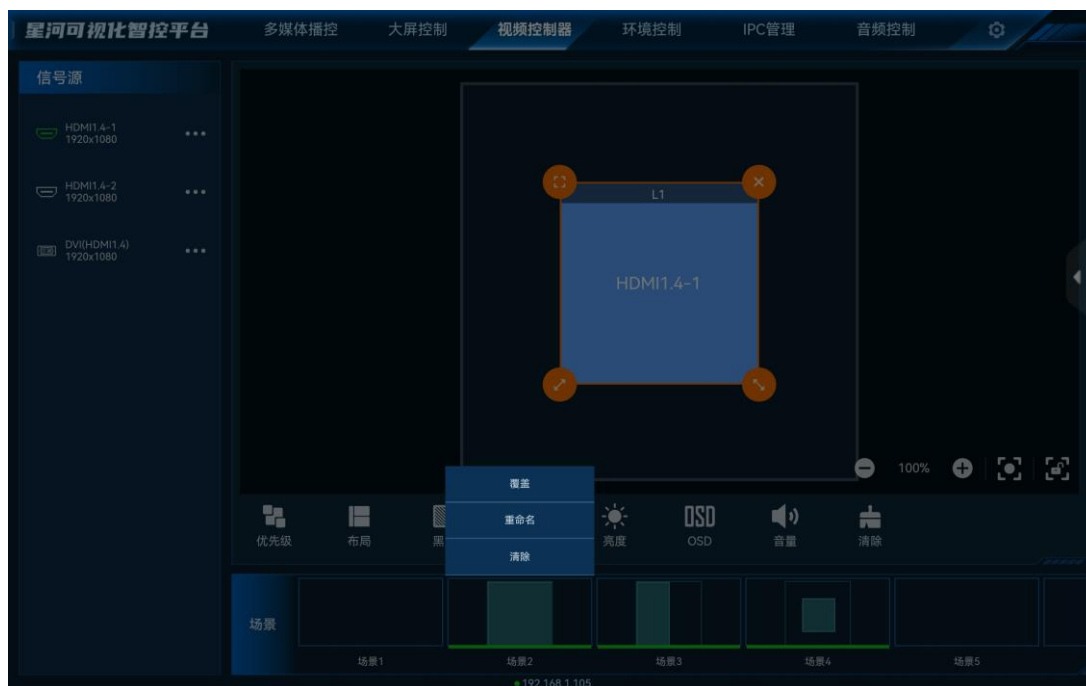 星河可视化智控平台
多媒体播控 大屏控制 视频控制器 环境控制 IPC管理 音频控制
信号源
HDMI1.4-1
1920x1080
HDMI1.4-2
1920x1080
DVI(HDMI1.4)
1920x1080
L1
HDMI1.4-1
100%
覆盖
重命名
清除
优先级 布局 黑 亮度 OSD 音量 清除
场景
场景1 场景2 场景3 场景4 场景5
192.168.1.105